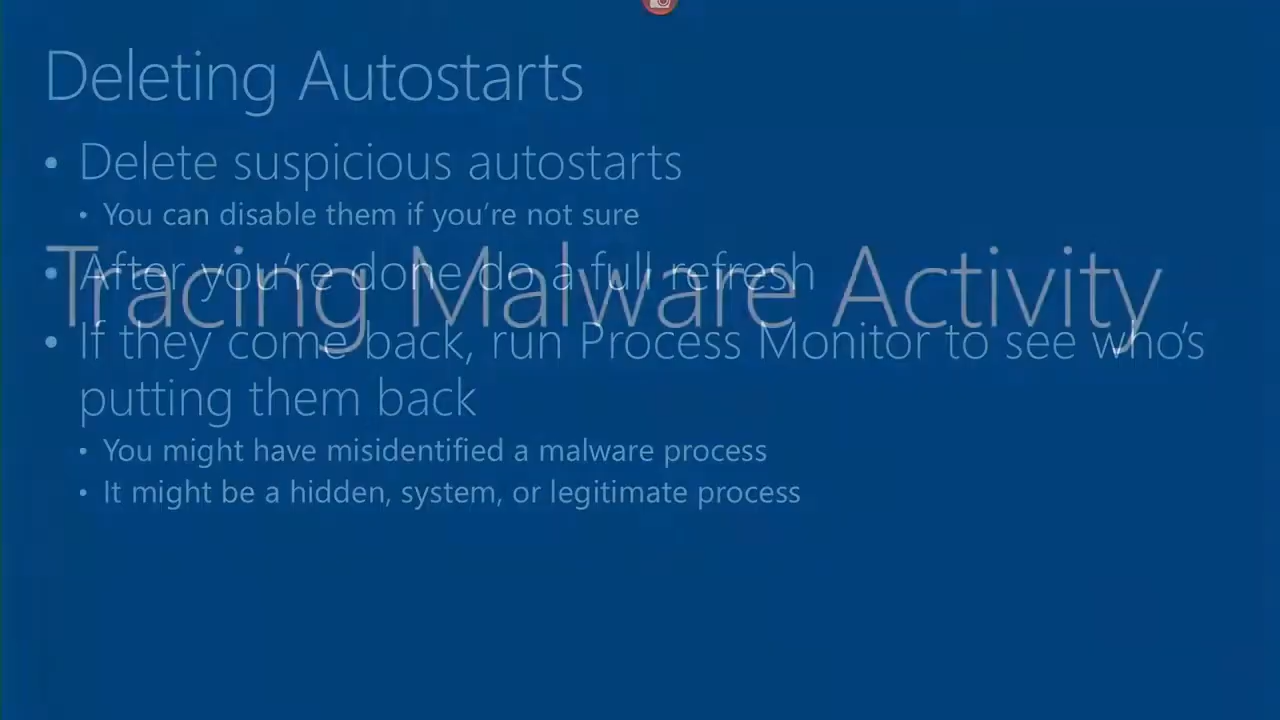 Deleting Autostarts
• Delete suspicious autostarts
• You can disable them if you're not sure
• After you're done do a full refresh
Tracing Malware Activity
• If they come back, run Process Monitor to see who's
putting them back
• You might have misidentified a malware process
• It might be a hidden, system, or legitimate process